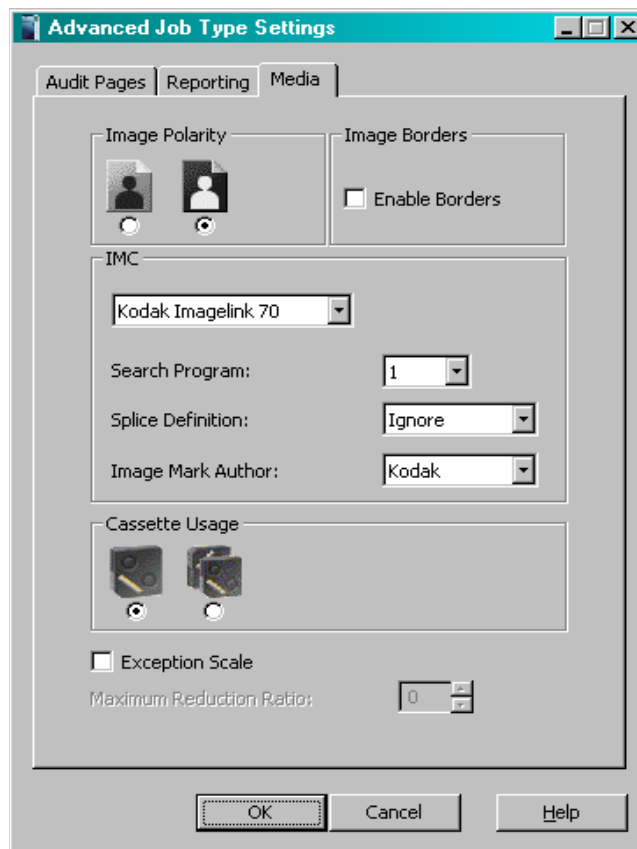 Advanced Job Type Settings
Audit Pages Reporting Media
Image Polarity Image Borders
Enable Borders
IMC
Kodak Imagelink 70
Search Program: 1
Splice Definition: Ignore
Image Mark Author: Kodak
Cassette Usage
Exception Scale
Maximum Reduction Ratio: 0
OK Cancel Help